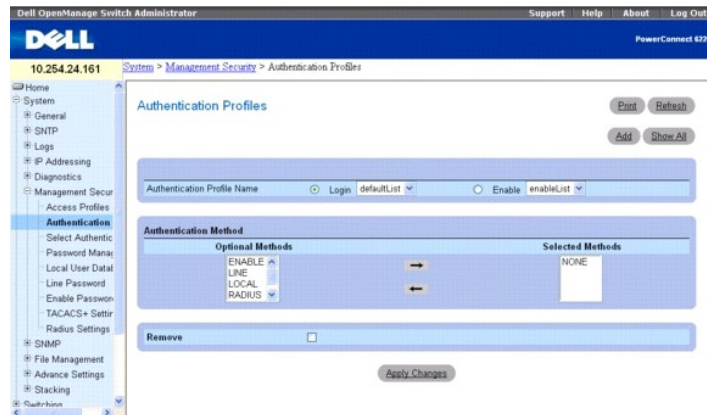 Dell OpenManage Switch Administrator
Support Help About Log Out
DELL
PowerConnect 622
10.254.24.161
System > Management Security > Authentication Profiles
Home
System
General
SNTP
Logs
IP Addressing
Diagnostics
Management Secur
Access Profiles
Authentication
Select Authentic
Password Manag
Local User Datab
Line Password
Enable Passwor
TACACS+ Settin
Radius Settings
SNMP
File Management
Advance Settings
Stacking
Switching
Authentication Profiles
Print Refresh
Add Show All
Authentication Profile Name Login defaultList Enable enableList
Authentication Method
Optional Methods Selected Methods
ENABLE
LINE
LOCAL
RADIUS
NONE
Remove
Apply Changes